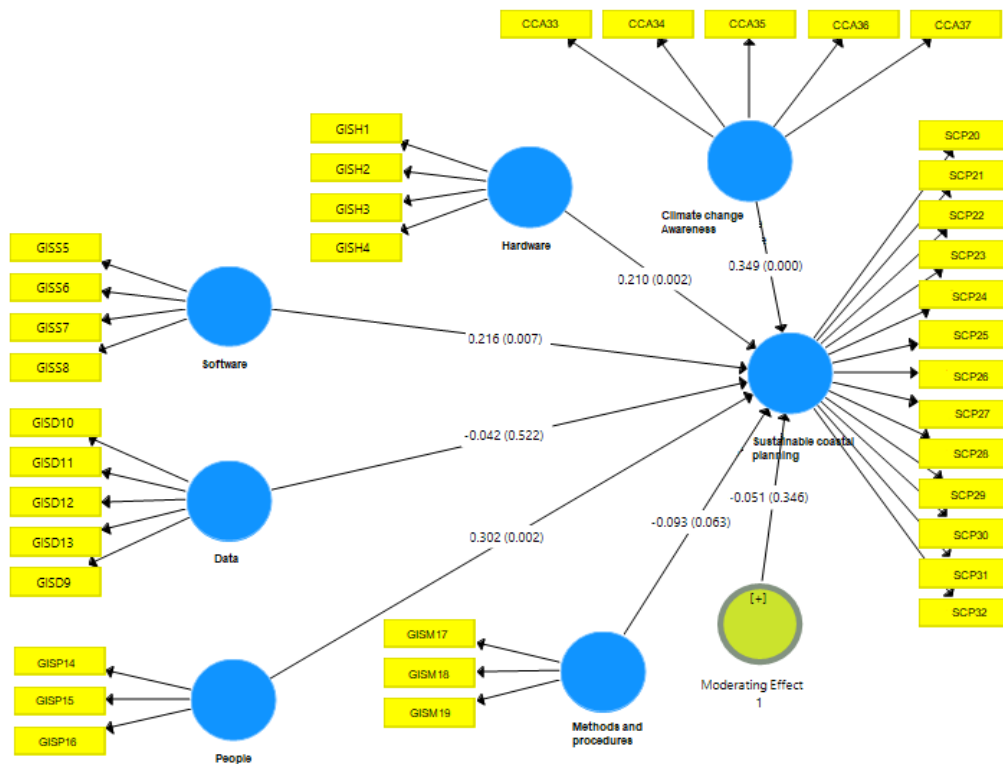 CCA33
CCA34
CCA35
CCA36
CCA37
GISH1
GISH2
GISH3
GISH4
Hardware
Climate change
Awareness
SCP20
SCP21
SCP22
SCP23
SCP24
SCP25
SCP26
SCP27
SCP28
SCP29
SCP30
SCP31
SCP32
0.349 (0.000)
0.210 (0.002)
GISS5
GISS6
GISS7
GISS8
Software
0.216 (0.007)
Sustainable coastal
planning
GISD10
GISD11
GISD12
GISD13
GISD9
Data
-0.042 (0.522)
0.302 (0.002)
-0.093 (0.063)
-0.051 (0.346)
GISP14
GISP15
GISP16
People
GISM17
GISM18
GISM19
Methods and
procedures
[+]
Moderating Effect
1